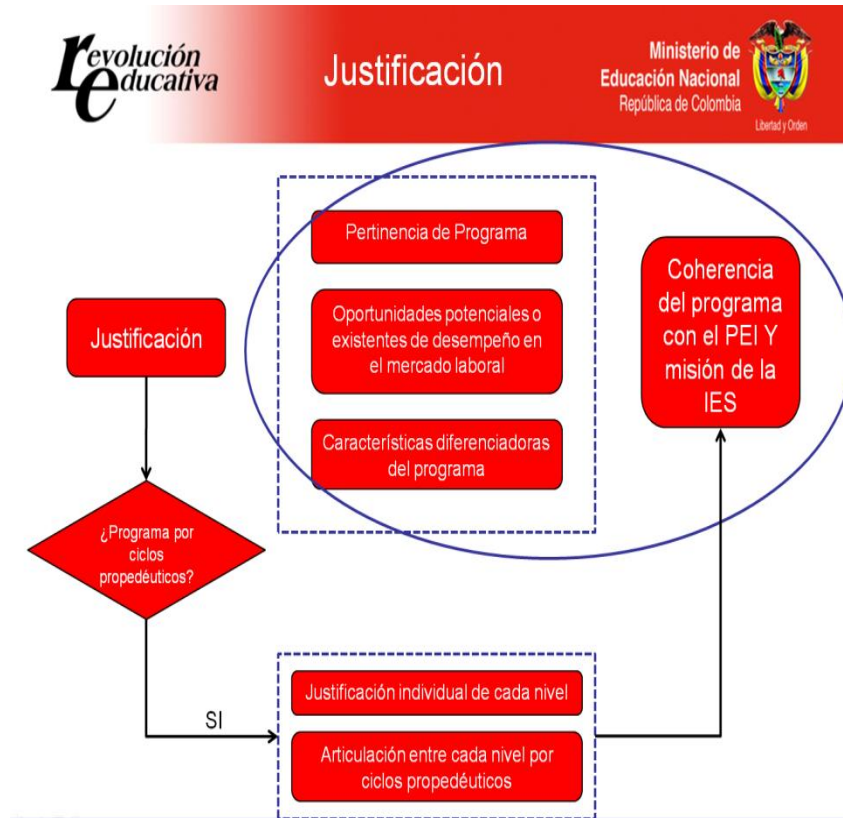 revolución
educativa
Justificación
Ministerio de
Educación Nacional
República de Colombia
Libertad y Orden
Pertinencia de Programa
Oportunidades potenciales o
existentes de desempeño en
el mercado laboral
Características diferenciadoras
del programa
Coherencia
del programa
con el PEI Y
misión de la
IES
Justificación
¿Programa por
ciclos
propedéuticos?
SI
Justificación individual de cada nivel
Articulación entre cada nivel por
ciclos propedéuticos